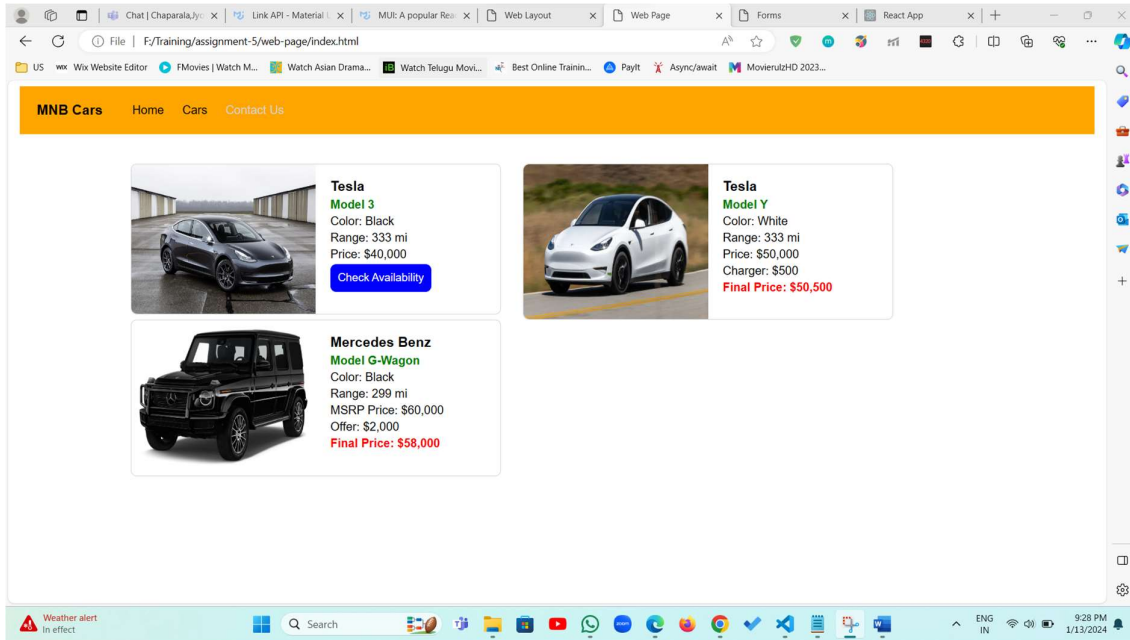 Chat | Chaparala,Jyo
Link API - Material L
MUI: A popular Rea
Web Layout
Web Page
Forms
React App
File
F:/Training/assignment-5/web-page/index.html
US
WIX Wix Website Editor
FMovies | Watch M...
Watch Asian Drama...
Watch Telugu Movi...
Best Online Trainin...
PayIt
Async/await
MovierulzHD 2023...
MNB Cars
Home
Cars
Contact Us
Tesla
Model 3
Color: Black
Range: 333 mi
Price: $40,000
Check Availability
Tesla
Model Y
Color: White
Range: 333 mi
Price: $50,000
Charger: $500
Final Price: $50,500
Mercedes Benz
Model G-Wagon
Color: Black
Range: 299 mi
MSRP Price: $60,000
Offer: $2,000
Final Price: $58,000
Weather alert
In effect
Search
zoom
ENG
IN
9:28 PM
1/13/2024